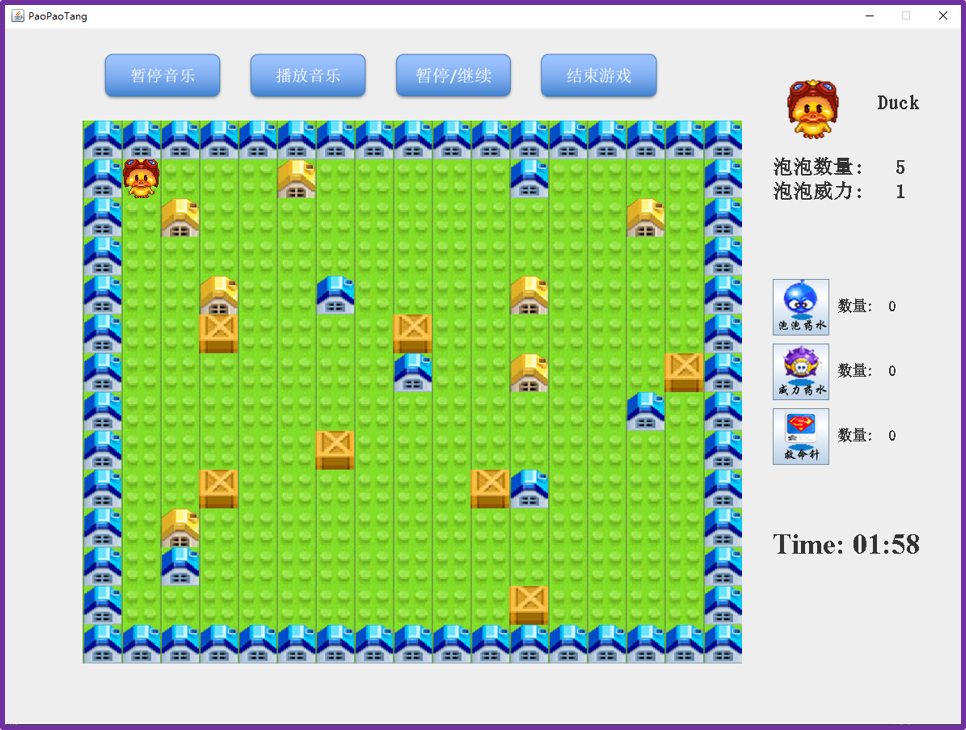 PaoPaoTang
暂停音乐 播放音乐 暂停/继续 结束游戏
Duck
泡泡数量: 5
泡泡威力: 1
泡泡药水 数量: 0
威力药水 数量: 0
救命针 数量: 0
Time: 01:58